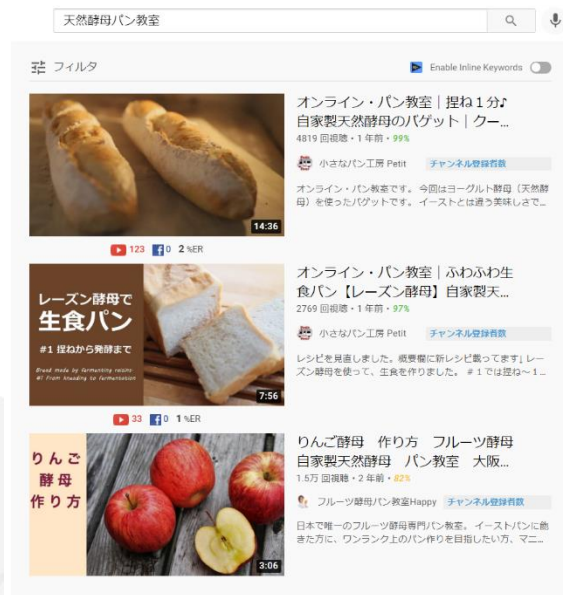 天然酵母パン教室
フィルタ
Enable Inline Keywords
オンライン・パン教室｜捏ね１分♪
自家製天然酵母のバゲット｜クー...
4819 回視聴・1 年前・99%
小さなパン工房 Petit チャンネル登録者数
オンライン・パン教室です。 今回はヨーグルト酵母（天然酵
母）を使ったバゲットです。 イーストとは違う美味しさで...
14:36
123 0 2 %ER
レーズン酵母で
生食パン
#1 捏ねから発酵まで
Bread made by fermenting raisins
#1 From kneading to fermentation
7:56
オンライン・パン教室｜ふわふわ生
食パン【レーズン酵母】自家製天...
2769 回視聴・1 年前・97%
小さなパン工房 Petit チャンネル登録者数
レシピを見直しました。概要欄に新レシピ載ってます♩レー
ズン酵母を使って、生食を作りました。 ＃１では捏ね～１...
33 0 1 %ER
りんご
酵母
作り方
3:06
りんご酵母　作り方　フルーツ酵母
自家製天然酵母　パン教室　大阪...
1.5万 回視聴・2 年前・82%
フルーツ酵母パン教室Happy チャンネル登録者数
日本で唯一のフルーツ酵母専門パン教室。 イーストパンに飽
きた方に、ワンランク上のパン作りを目指したい方、マニ...